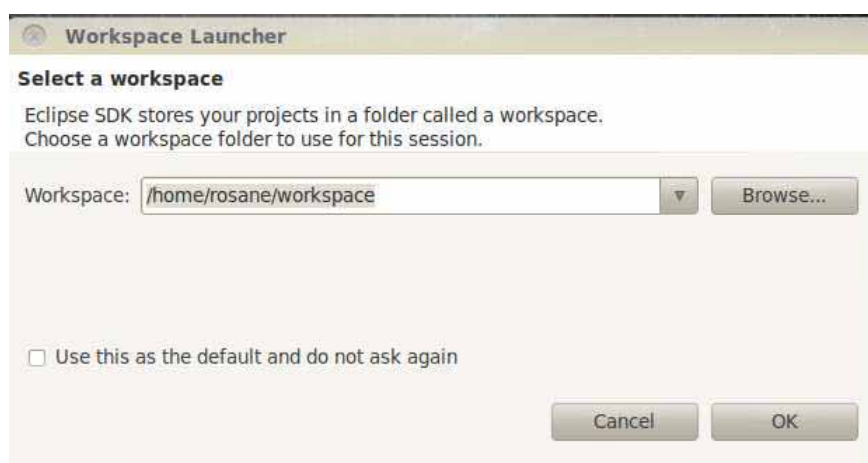 Workspace Launcher
Select a workspace
Eclipse SDK stores your projects in a folder called a workspace.
Choose a workspace folder to use for this session.
Workspace: /home/rosane/workspace Browse...
Use this as the default and do not ask again
Cancel OK